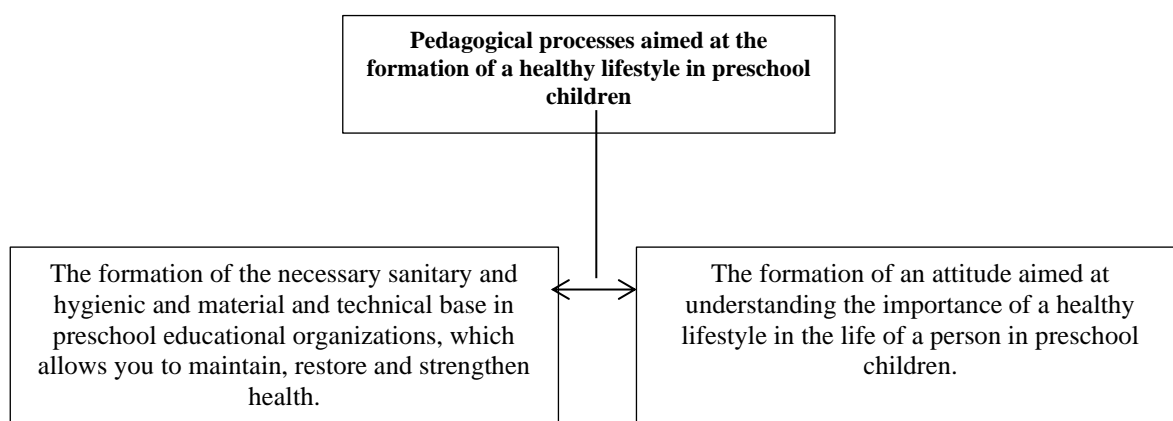 Pedagogical processes aimed at the
formation of a healthy lifestyle in preschool
children
The formation of the necessary sanitary and
hygienic and material and technical base in
preschool educational organizations, which
allows you to maintain, restore and strengthen
health.
The formation of an attitude aimed at
understanding the importance of a healthy
lifestyle in the life of a person in preschool
children.